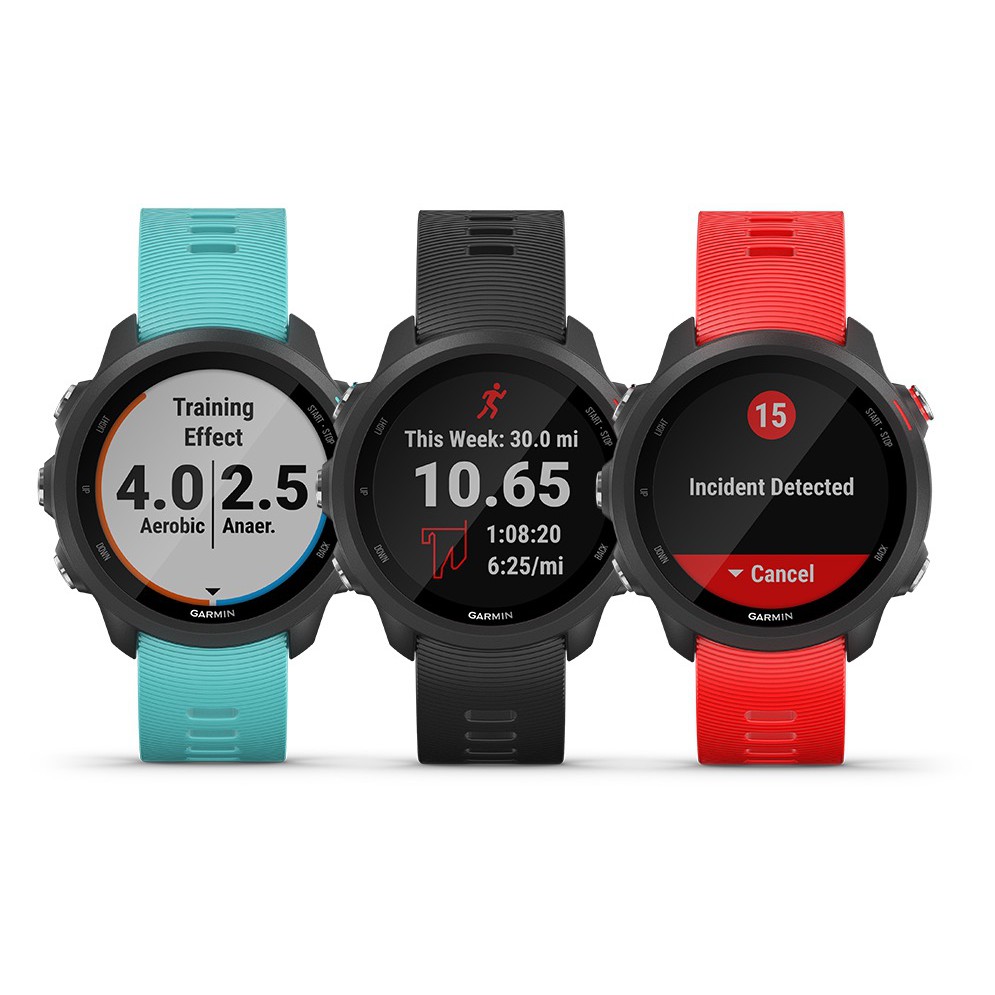 Training
Effect
4.0 2.5
Aerobic Anaer.
GARMIN
LIGHT
UP
DOWN
START • STOP
BACK
This Week: 30.0 mi
10.65
1:08:20
6:25/mi
GARMIN
LIGHT
UP
DOWN
START • STOP
BACK
15
Incident Detected
Cancel
GARMIN
LIGHT
UP
DOWN
START • STOP
BACK